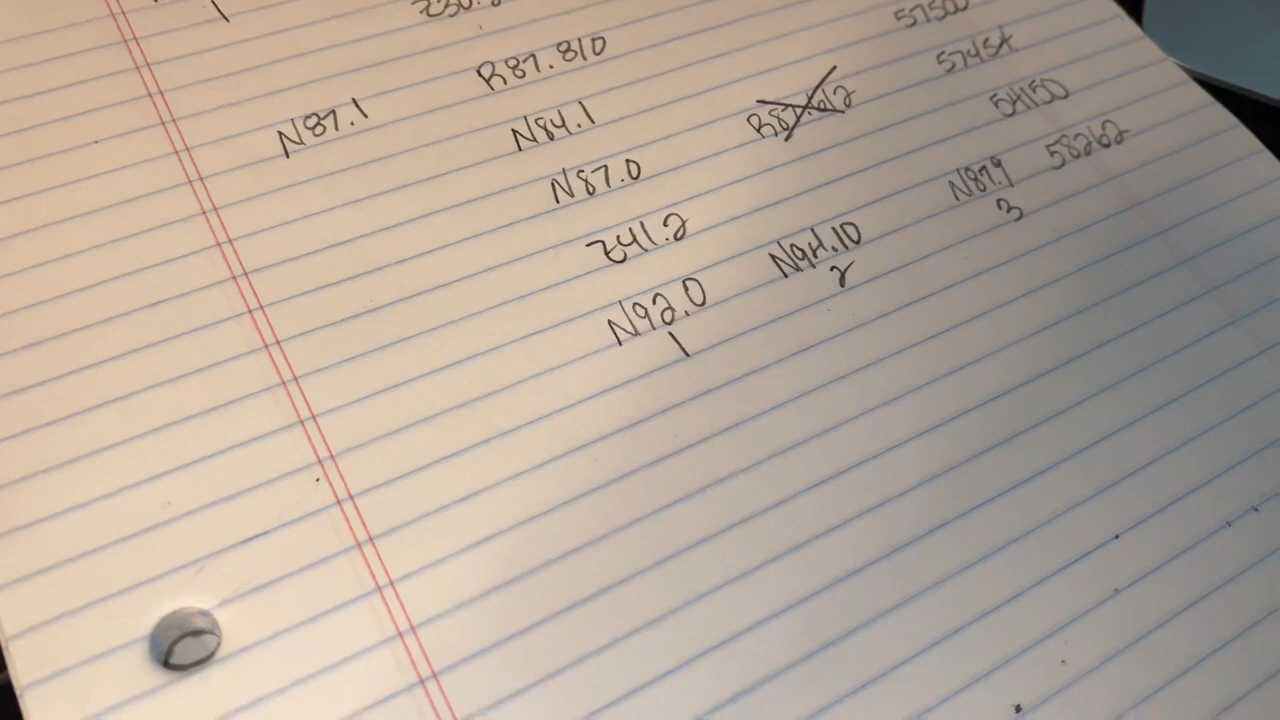 57500
R87.810 57454
N87.1 N84.1 54150
N87.0 N87.9 58262
Z41.2 3
N92.0 N94.10
1 2